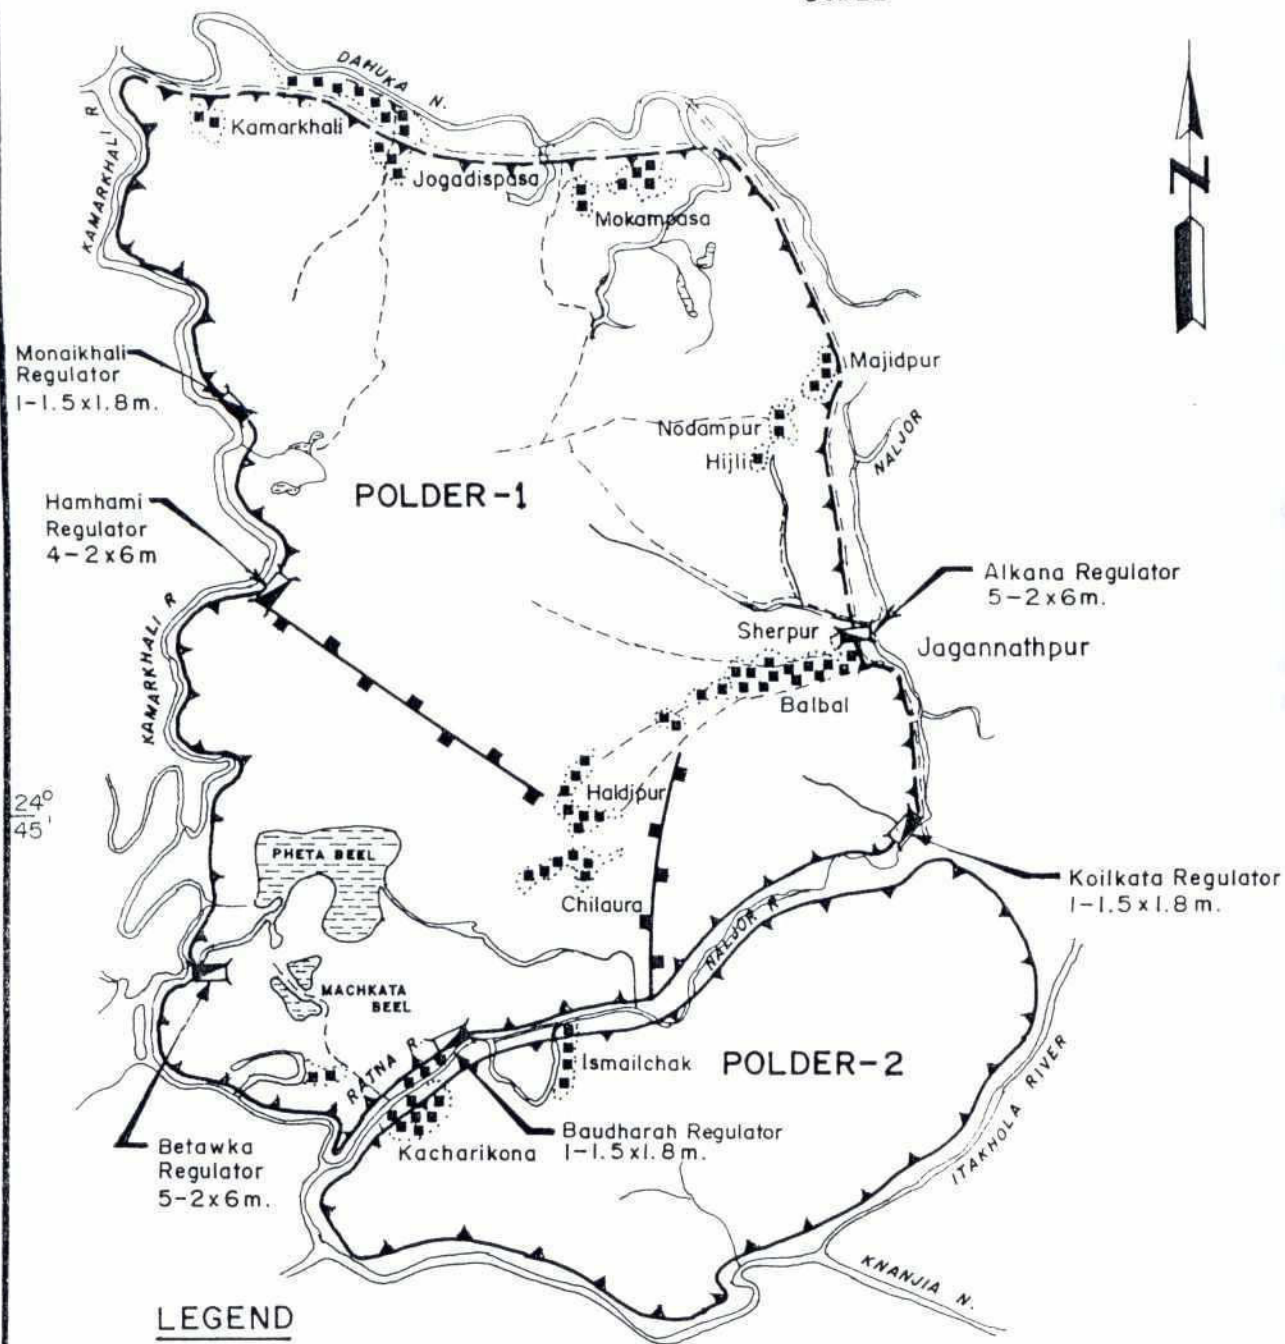 DAHUKA N.
KAMARKHALI R
Kamarkhali
Jogadispasa
Mokampasa
N
Monaikhali
Regulator
1-1.5x1.8m.
Majidpur
Nodampur
Hijli
NALJOR
POLDER-1
Hamhami
Regulator
4-2x6m
KAMARKHALI R
Alkana Regulator
5-2x6m.
Sherpur
Jagannathpur
Balbal
24°
45'
Haldipur
PHETA BEEL
Chilaura
Koilkata Regulator
1-1.5x1.8m.
NALJOR R
MACHKATA
BEEL
RATNA R.
Ismailchak
POLDER-2
ITAKHOLA RIVER
Betawka
Regulator
5-2x6m.
Kacharikona
Baudharah Regulator
1-1.5x1.8m.
KNANJIA N.
LEGEND